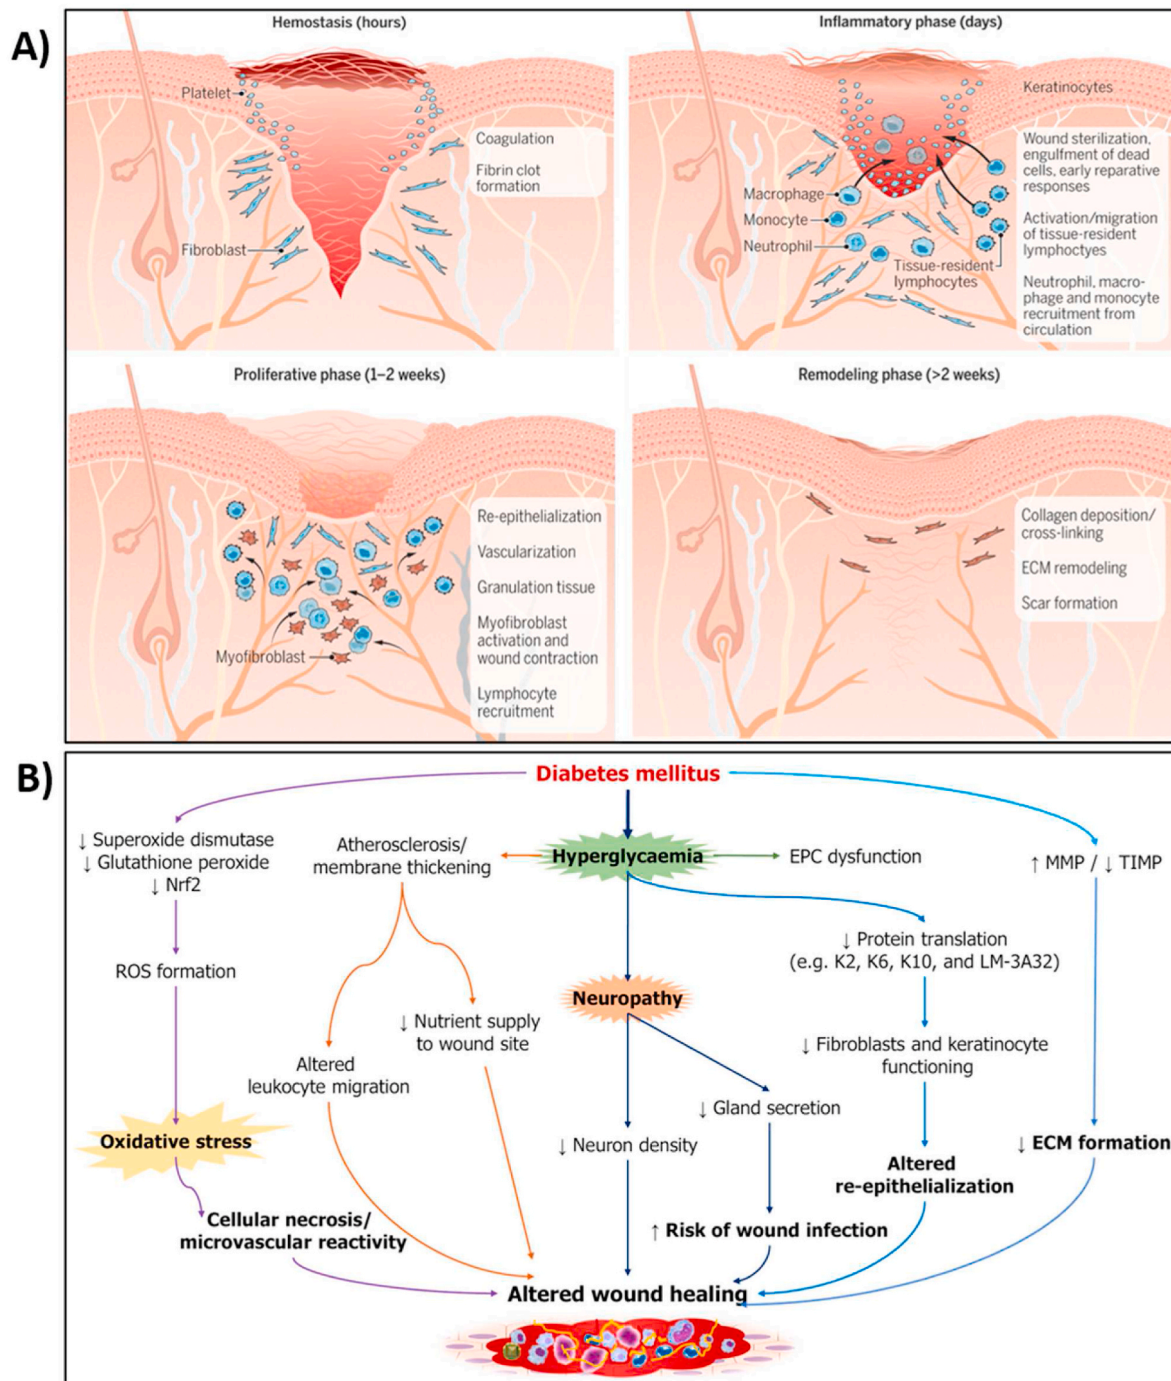 A)
Hemostasis (hours)
Platelet
Fibroblast
Coagulation
Fibrin clot
formation
Inflammatory phase (days)
Keratinocytes
Macrophage
Monocyte
Neutrophil
Tissue-resident
lymphocytes
Wound sterilization,
engulfment of dead
cells, early reparative
responses
Activation/migration
of tissue-resident
lymphoctyes
Neutrophil, macro-
phage and monocyte
recruitment from
circulation
Proliferative phase (1–2 weeks)
Myofibroblast
Re-epithelialization
Vascularization
Granulation tissue
Myofibroblast
activation and
wound contraction
Lymphocyte
recruitment
Remodeling phase (>2 weeks)
Collagen deposition/
cross-linking
ECM remodeling
Scar formation
B)
Diabetes mellitus
↓ Superoxide dismutase
↓ Glutathione peroxide
↓ Nrf2
ROS formation
Oxidative stress
Cellular necrosis/
microvascular reactivity
Atherosclerosis/
membrane thickening
Altered
leukocyte migration
↓ Nutrient supply
to wound site
Hyperglycaemia
EPC dysfunction
Neuropathy
↓ Neuron density
↓ Gland secretion
↑ Risk of wound infection
↓ Protein translation
(e.g. K2, K6, K10, and LM-3A32)
↓ Fibroblasts and keratinocyte
functioning
Altered
re-epithelialization
↑ MMP / ↓ TIMP
↓ ECM formation
Altered wound healing